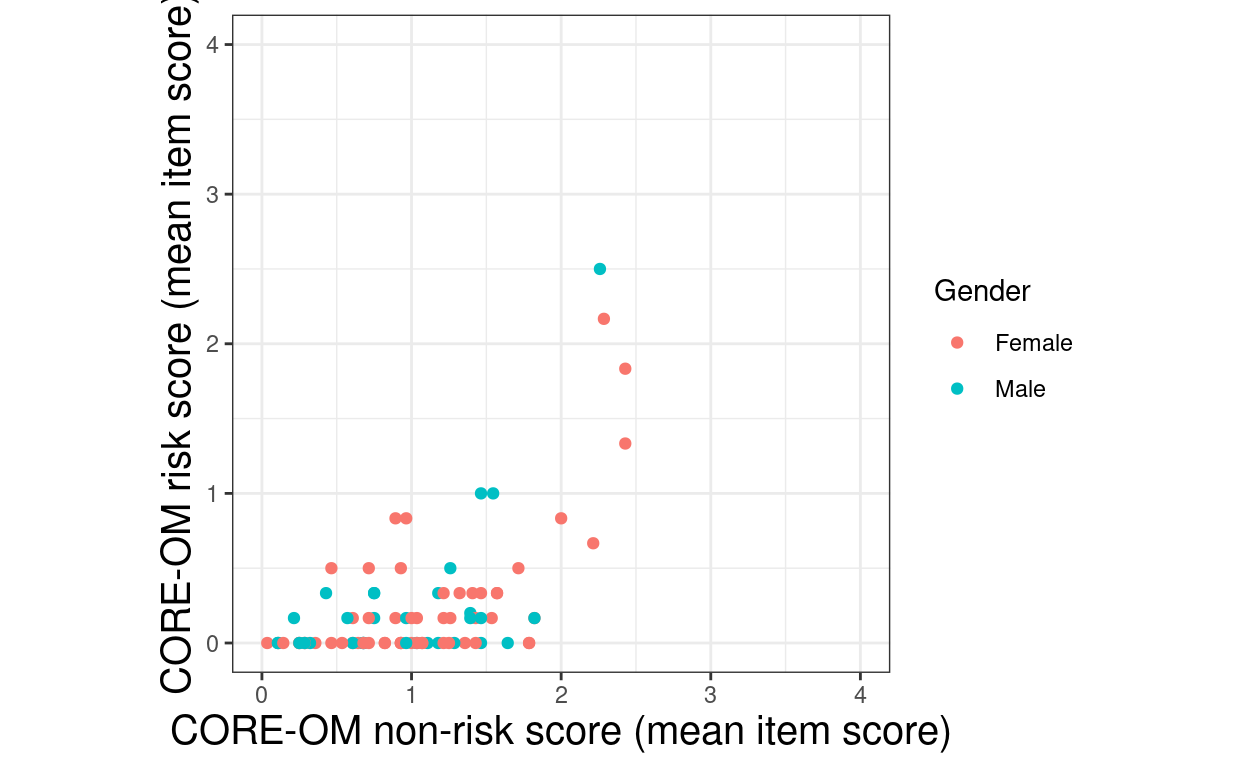 CORE-OM risk score (mean item score)
4
3
2
1
0
0 1 2 3 4
CORE-OM non-risk score (mean item score)
Gender
Female
Male